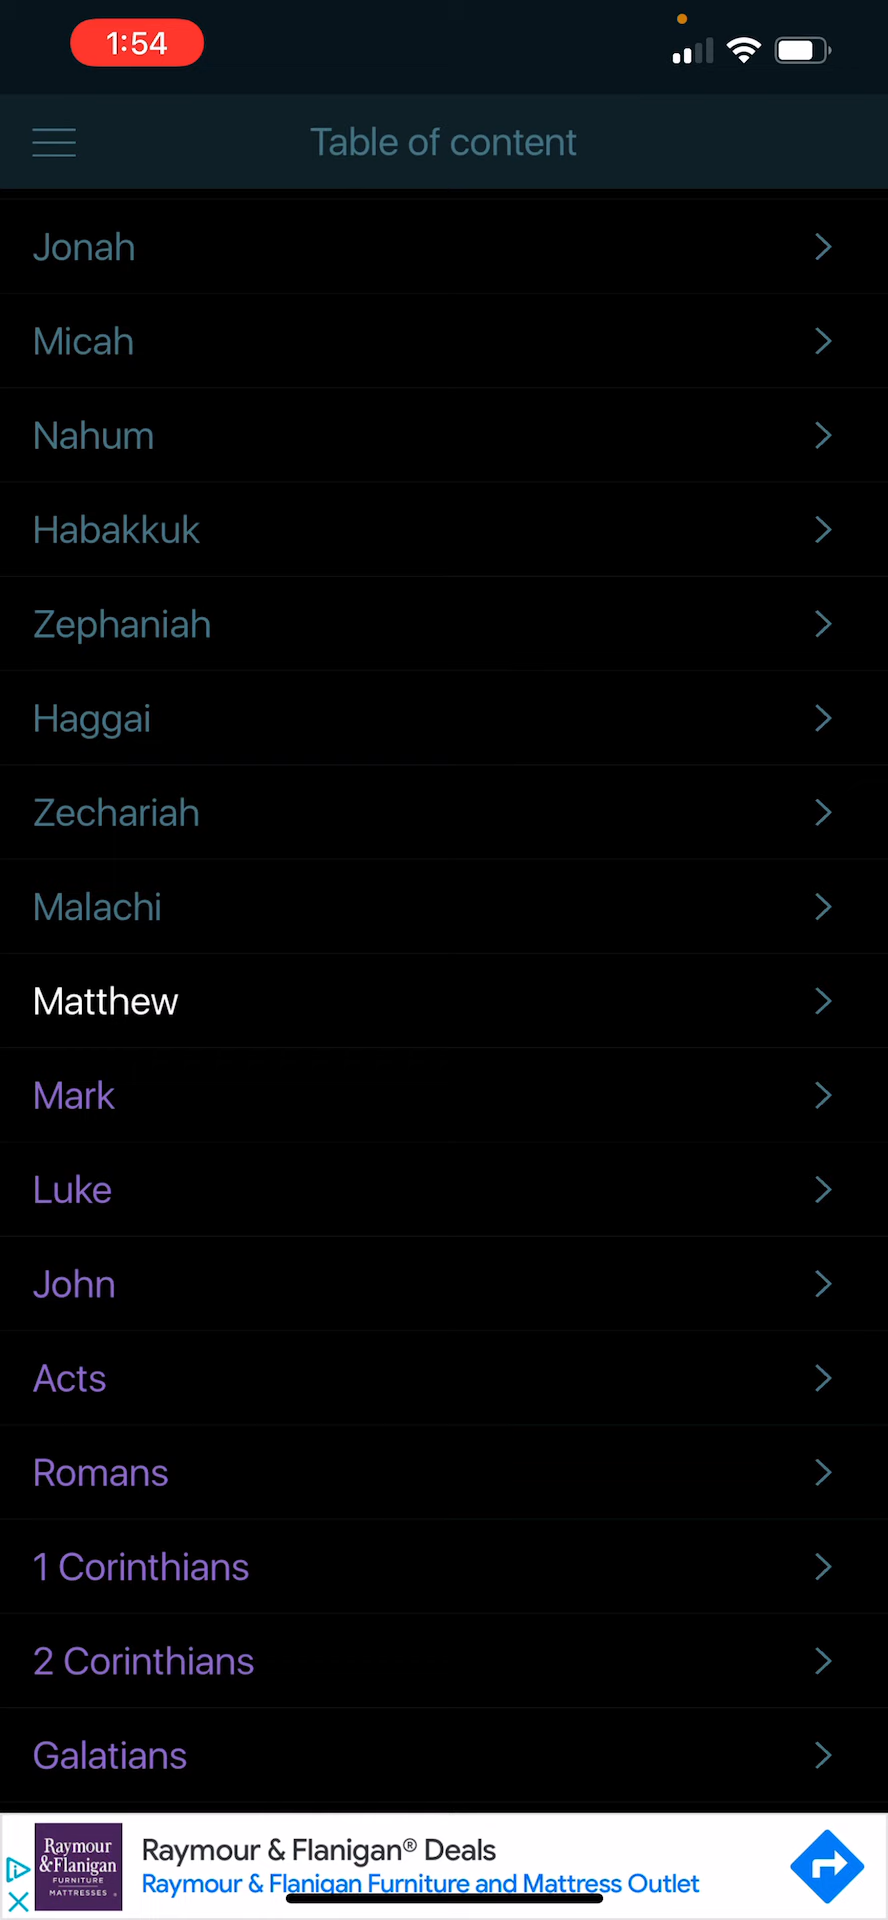 1:54
Table of content
Jonah
Micah
Nahum
Habakkuk
Zephaniah
Haggai
Zechariah
Malachi
Matthew
Mark
Luke
John
Acts
Romans
1 Corinthians
2 Corinthians
Galatians
Raymour
&Flanigan
FURNITURE
MATTRESSES
Raymour & Flanigan® Deals
Raymour & Flanigan Furniture and Mattress Outlet